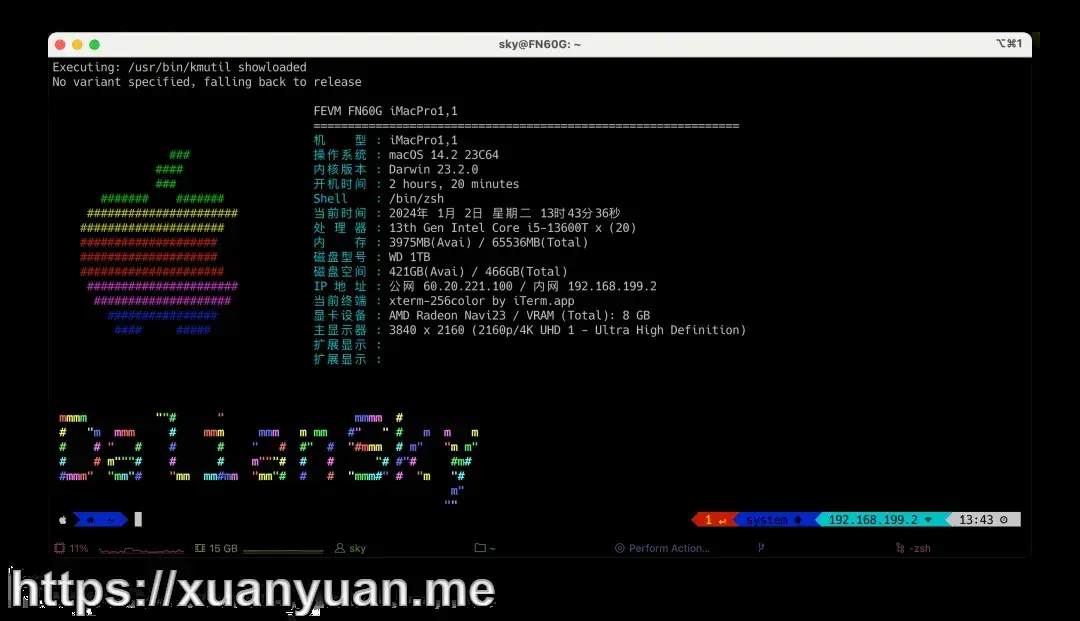 sky@FN60G: ~
⌥⌘1
Executing: /usr/bin/kmutil showloaded
No variant specified, falling back to release
FEVM FN60G iMacPro1,1
==============================================================
机 型 : iMacPro1,1
操作系统 : macOS 14.2 23C64
内核版本 : Darwin 23.2.0
开机时间 : 2 hours, 20 minutes
Shell : /bin/zsh
当前时间 : 2024年 1月 2日 星期二 13时43分36秒
处 理 器 : 13th Gen Intel Core i5-13600T x (20)
内 存 : 3975MB(Avai) / 65536MB(Total)
磁盘型号 : WD 1TB
磁盘空间 : 421GB(Avai) / 466GB(Total)
IP 地 址 : 公网 60.20.221.100 / 内网 192.168.199.2
当前终端 : xterm-256color by iTerm.app
显卡设备 : AMD Radeon Navi23 / VRAM (Total): 8 GB
主显示器 : 3840 x 2160 (2160p/4K UHD 1 - Ultra High Definition)
扩展显示 :
扩展显示 :
DalianSky
~ 1 ↵ system 192.168.199.2 13:43
11% 15 GB sky ~ Perform Action... -zsh
https://xuanyuan.me